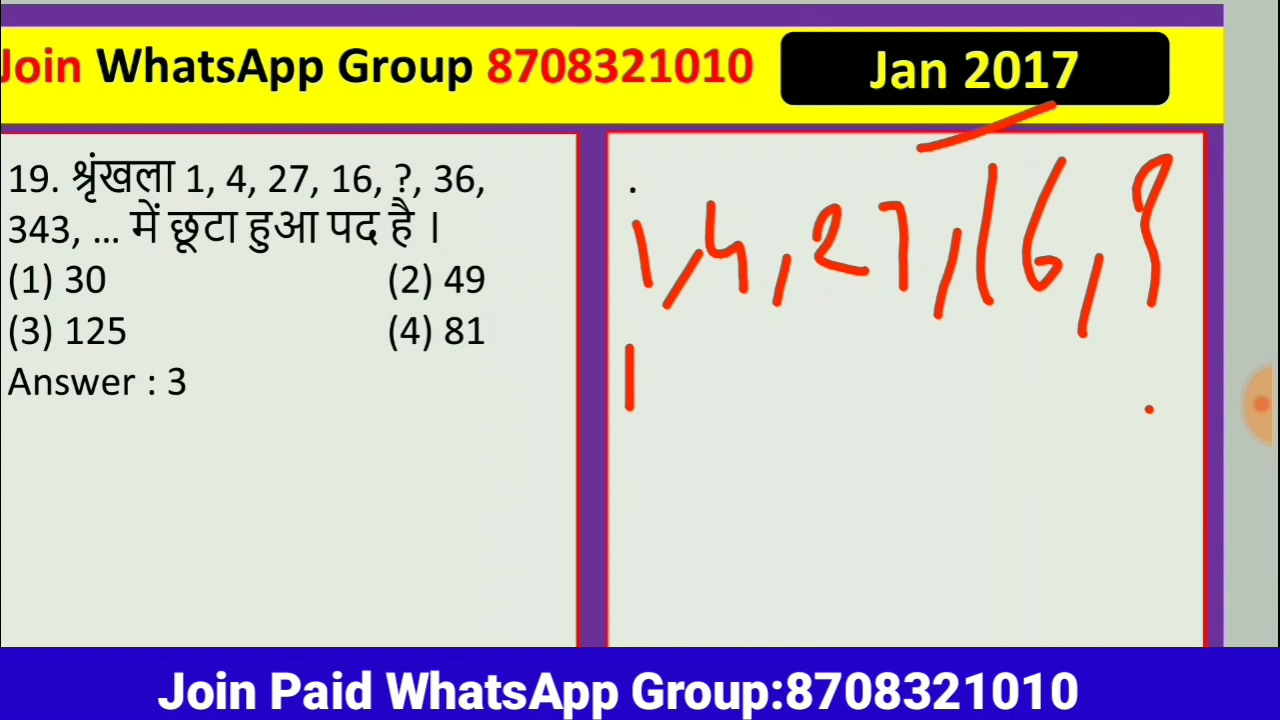 Join WhatsApp Group 8708321010
Jan 2017
19. श्रृंखला 1, 4, 27, 16, ?, 36,
343, ... में छूटा हुआ पद है ।
(1) 30 (2) 49
(3) 125 (4) 81
Answer : 3
1, 4, 27, 16, ?
1
Join Paid WhatsApp Group:8708321010